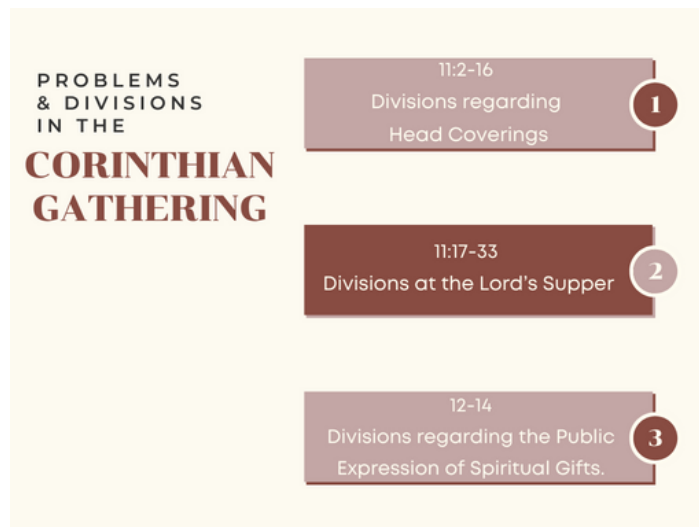 PROBLEMS
& DIVISIONS
IN THE
CORINTHIAN
GATHERING
11:2-16
Divisions regarding
Head Coverings
1
11:17-33
Divisions at the Lord's Supper
2
12-14
Divisions regarding the Public
Expression of Spiritual Gifts.
3